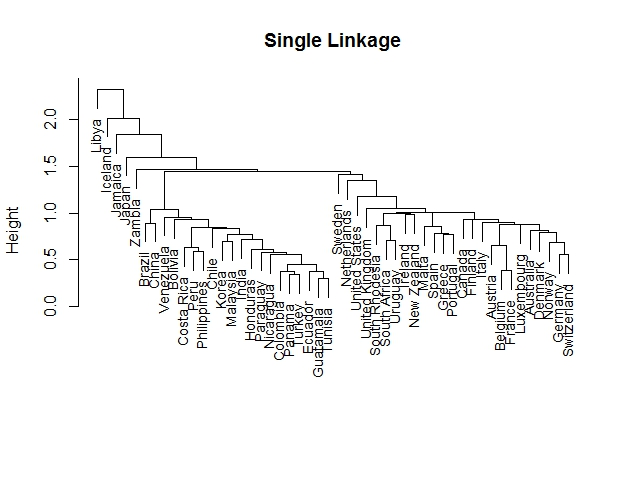 Single Linkage
Height
0.0
0.5
1.0
1.5
2.0
Libya
Iceland
Jamaica
Japan
Zambia
Brazil
China
Venezuela
Bolivia
Costa Rica
Peru
Philippines
Chile
Korea
Malaysia
India
Honduras
Paraguay
Nicaragua
Colombia
Panama
Turkey
Ecuador
Guatamala
Tunisia
Sweden
Netherlands
United States
United Kingdom
South Rhodesia
South Africa
Uruguay
Ireland
New Zealand
Malta
Spain
Greece
Portugal
Canada
Finland
Italy
Austria
Belgium
France
Luxembourg
Australia
Denmark
Norway
Germany
Switzerland